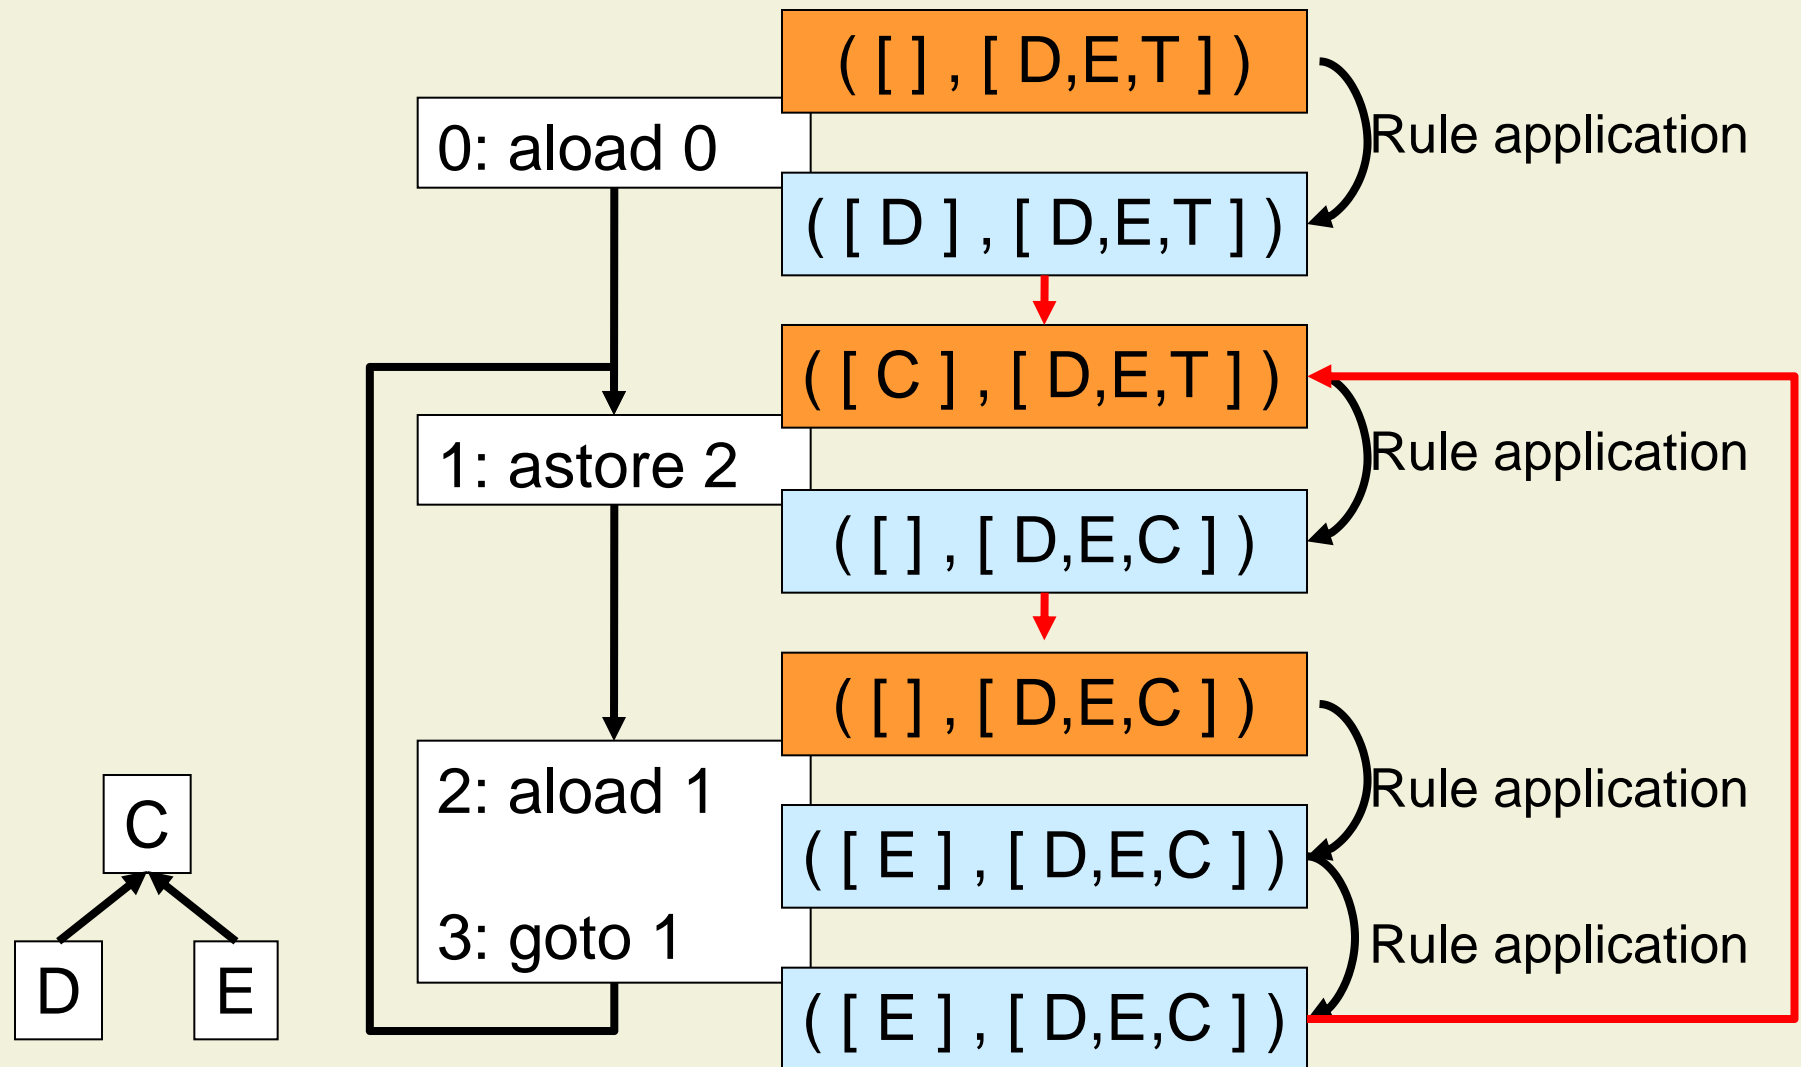 ( [ ] , [ D,E,T ] )
0: aload 0
Rule application
( [ D ] , [ D,E,T ] )
( [ C ] , [ D,E,T ] )
1: astore 2
Rule application
( [ ] , [ D,E,C ] )
( [ ] , [ D,E,C ] )
2: aload 1
Rule application
( [ E ] , [ D,E,C ] )
3: goto 1
Rule application
( [ E ] , [ D,E,C ] )
C
D
E